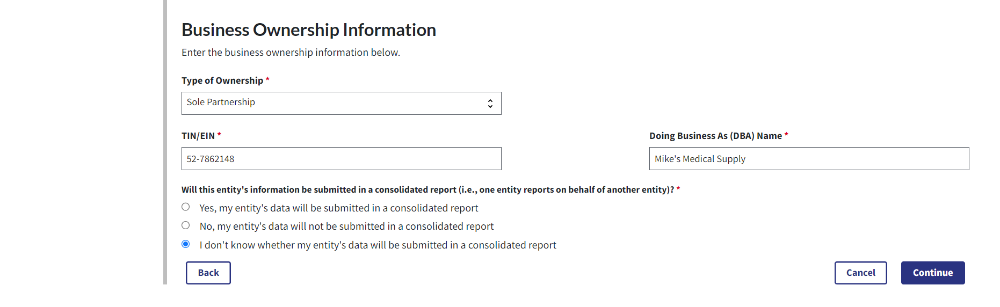 Business Ownership Information
Enter the business ownership information below.
Type of Ownership *
Sole Partnership
TIN/EIN *
Doing Business As (DBA) Name *
52-7862148
Mike's Medical Supply
Will this entity's information be submitted in a consolidated report (i.e., one entity reports on behalf of another entity)? *
Yes, my entity's data will be submitted in a consolidated report
No, my entity's data will not be submitted in a consolidated report
I don't know whether my entity's data will be submitted in a consolidated report
Back
Cancel
Continue